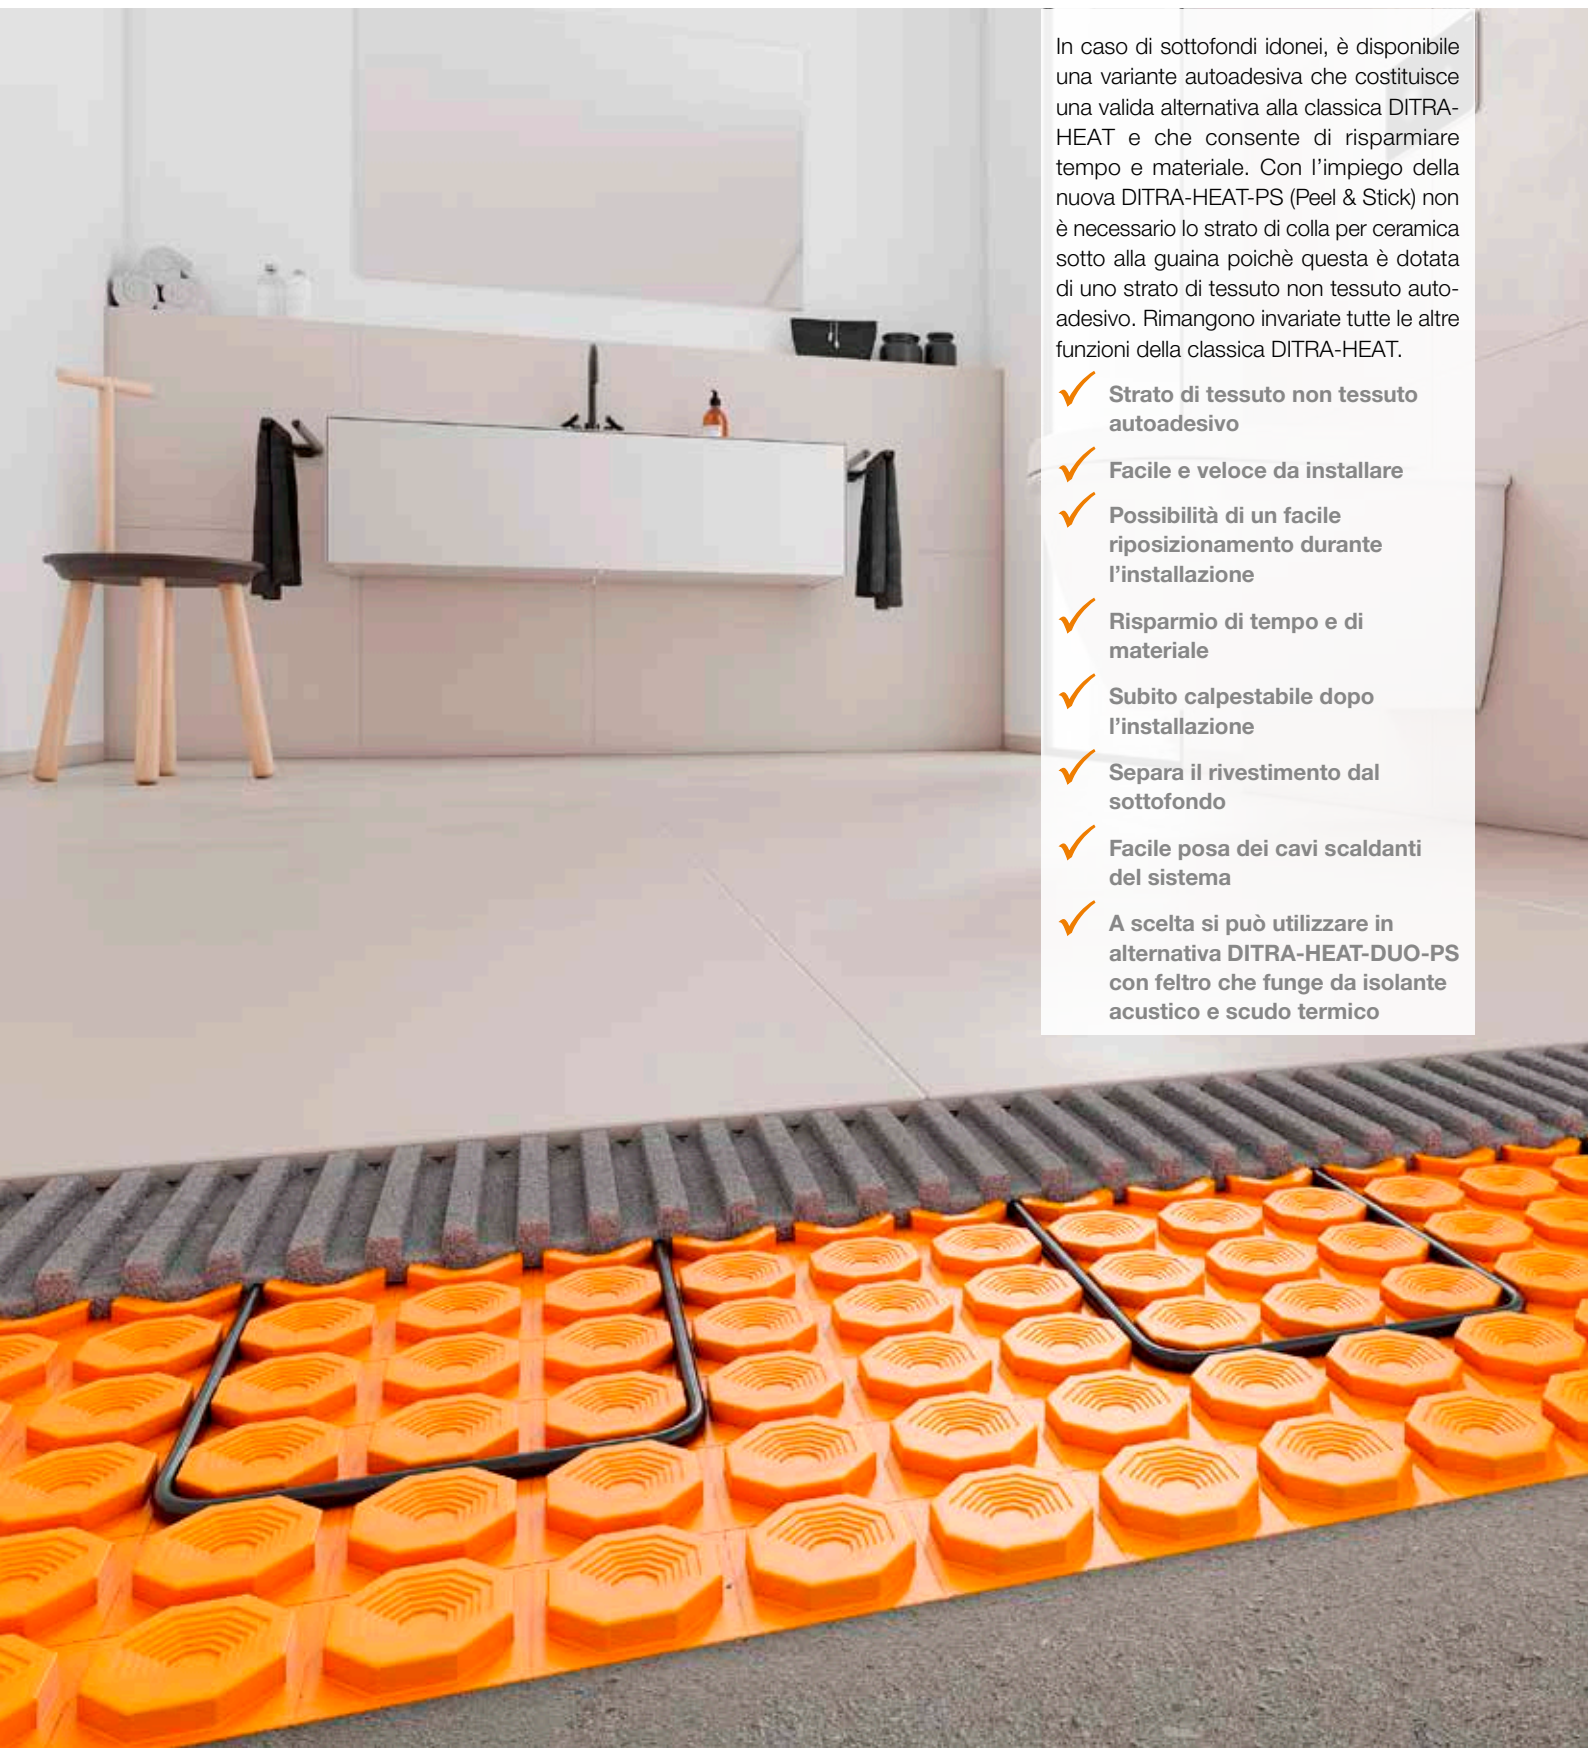 In caso di sottofondi idonei, è disponibile
una variante autoadesiva che costituisce
una valida alternativa alla classica DITRA-
HEAT e che consente di risparmiare
tempo e materiale. Con l'impiego della
nuova DITRA-HEAT-PS (Peel & Stick) non
è necessario lo strato di colla per ceramica
sotto alla guaina poichè questa è dotata
di uno strato di tessuto non tessuto auto-
adesivo. Rimangono invariate tutte le altre
funzioni della classica DITRA-HEAT.
Strato di tessuto non tessuto
autoadesivo
Facile e veloce da installare
Possibilità di un facile
riposizionamento durante
l'installazione
Risparmio di tempo e di
materiale
Subito calpestabile dopo
l'installazione
Separa il rivestimento dal
sottofondo
Facile posa dei cavi scaldanti
del sistema
A scelta si può utilizzare in
alternativa DITRA-HEAT-DUO-PS
con feltro che funge da isolante
acustico e scudo termico